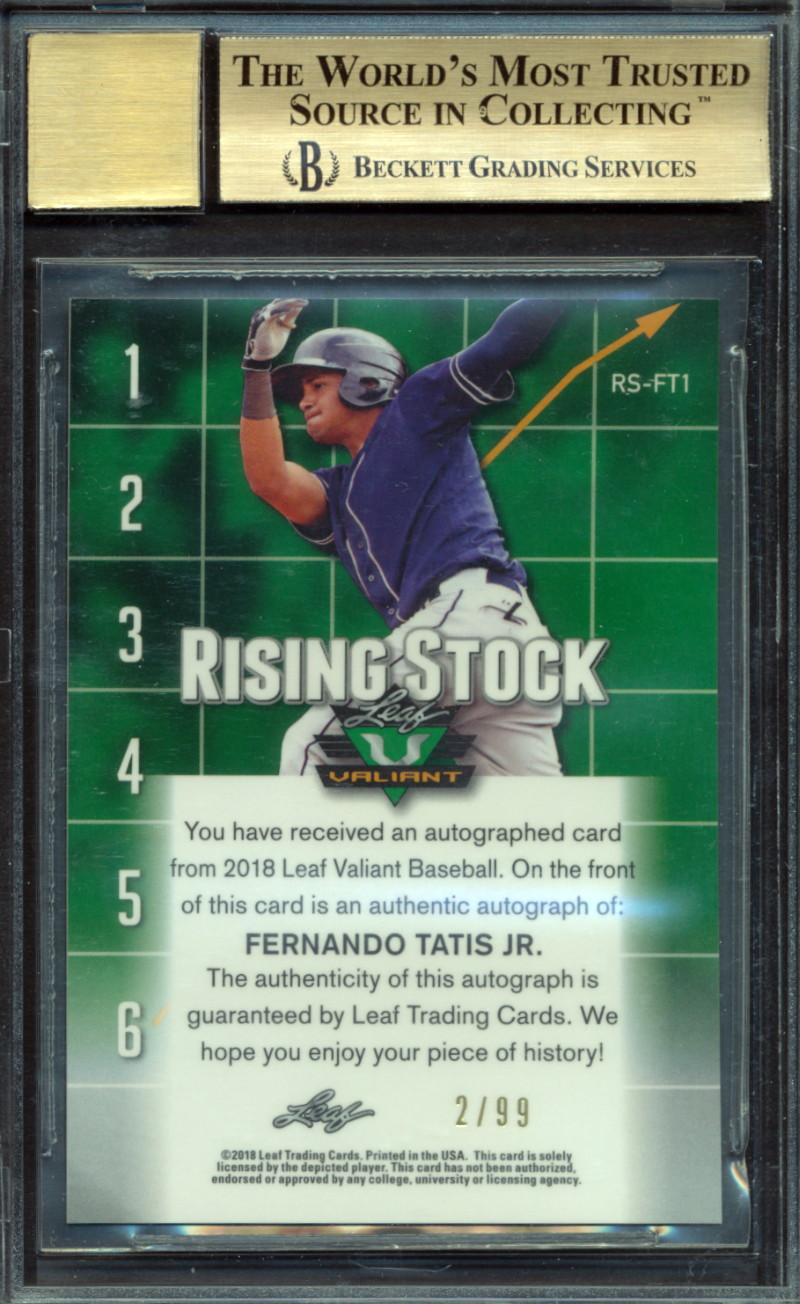 THE WORLD'S MOST TRUSTED
SOURCE IN COLLECTING™
B BECKETT GRADING SERVICES
RS-FT1
1
2
3
RISING STOCK
Leaf
VALIANT
4
You have received an autographed card
from 2018 Leaf Valiant Baseball. On the front
of this card is an authentic autograph of:
5
FERNANDO TATIS JR.
The authenticity of this autograph is
guaranteed by Leaf Trading Cards. We
6
hope you enjoy your piece of history!
Leaf 2/99
©2018 Leaf Trading Cards. Printed in the USA. This card is solely
licensed by the depicted player. This card has not been authorized,
endorsed or approved by any college, university or licensing agency.